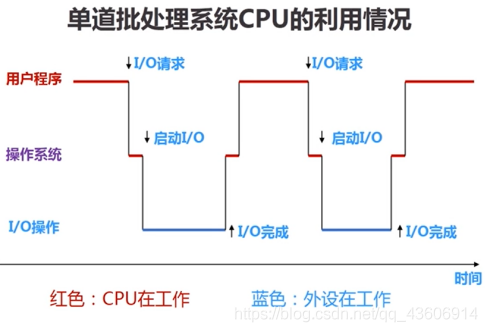 单道批处理系统CPU的利用情况
I/O请求
I/O请求
用户程序
启动I/O
启动I/O
操作系统
I/O操作
I/O完成
I/O完成
时间
红色：CPU在工作
蓝色：外设在工作
https://blog.csdn.net/qq_43606914